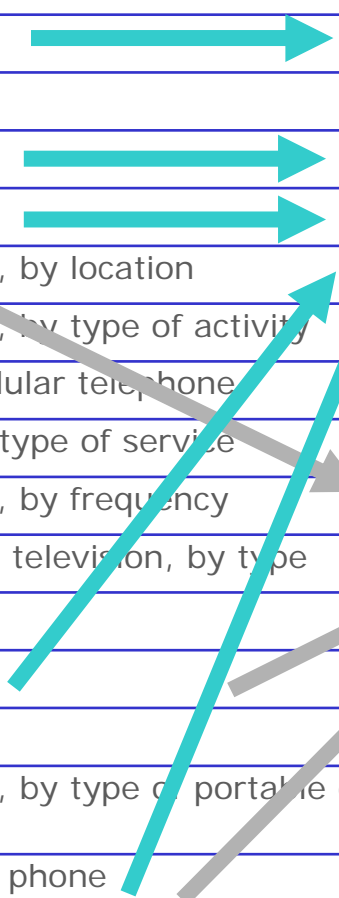 , by location
, by type of activity
lular telephone
type of service
, by frequency
television, by type
, by type of portable
phone